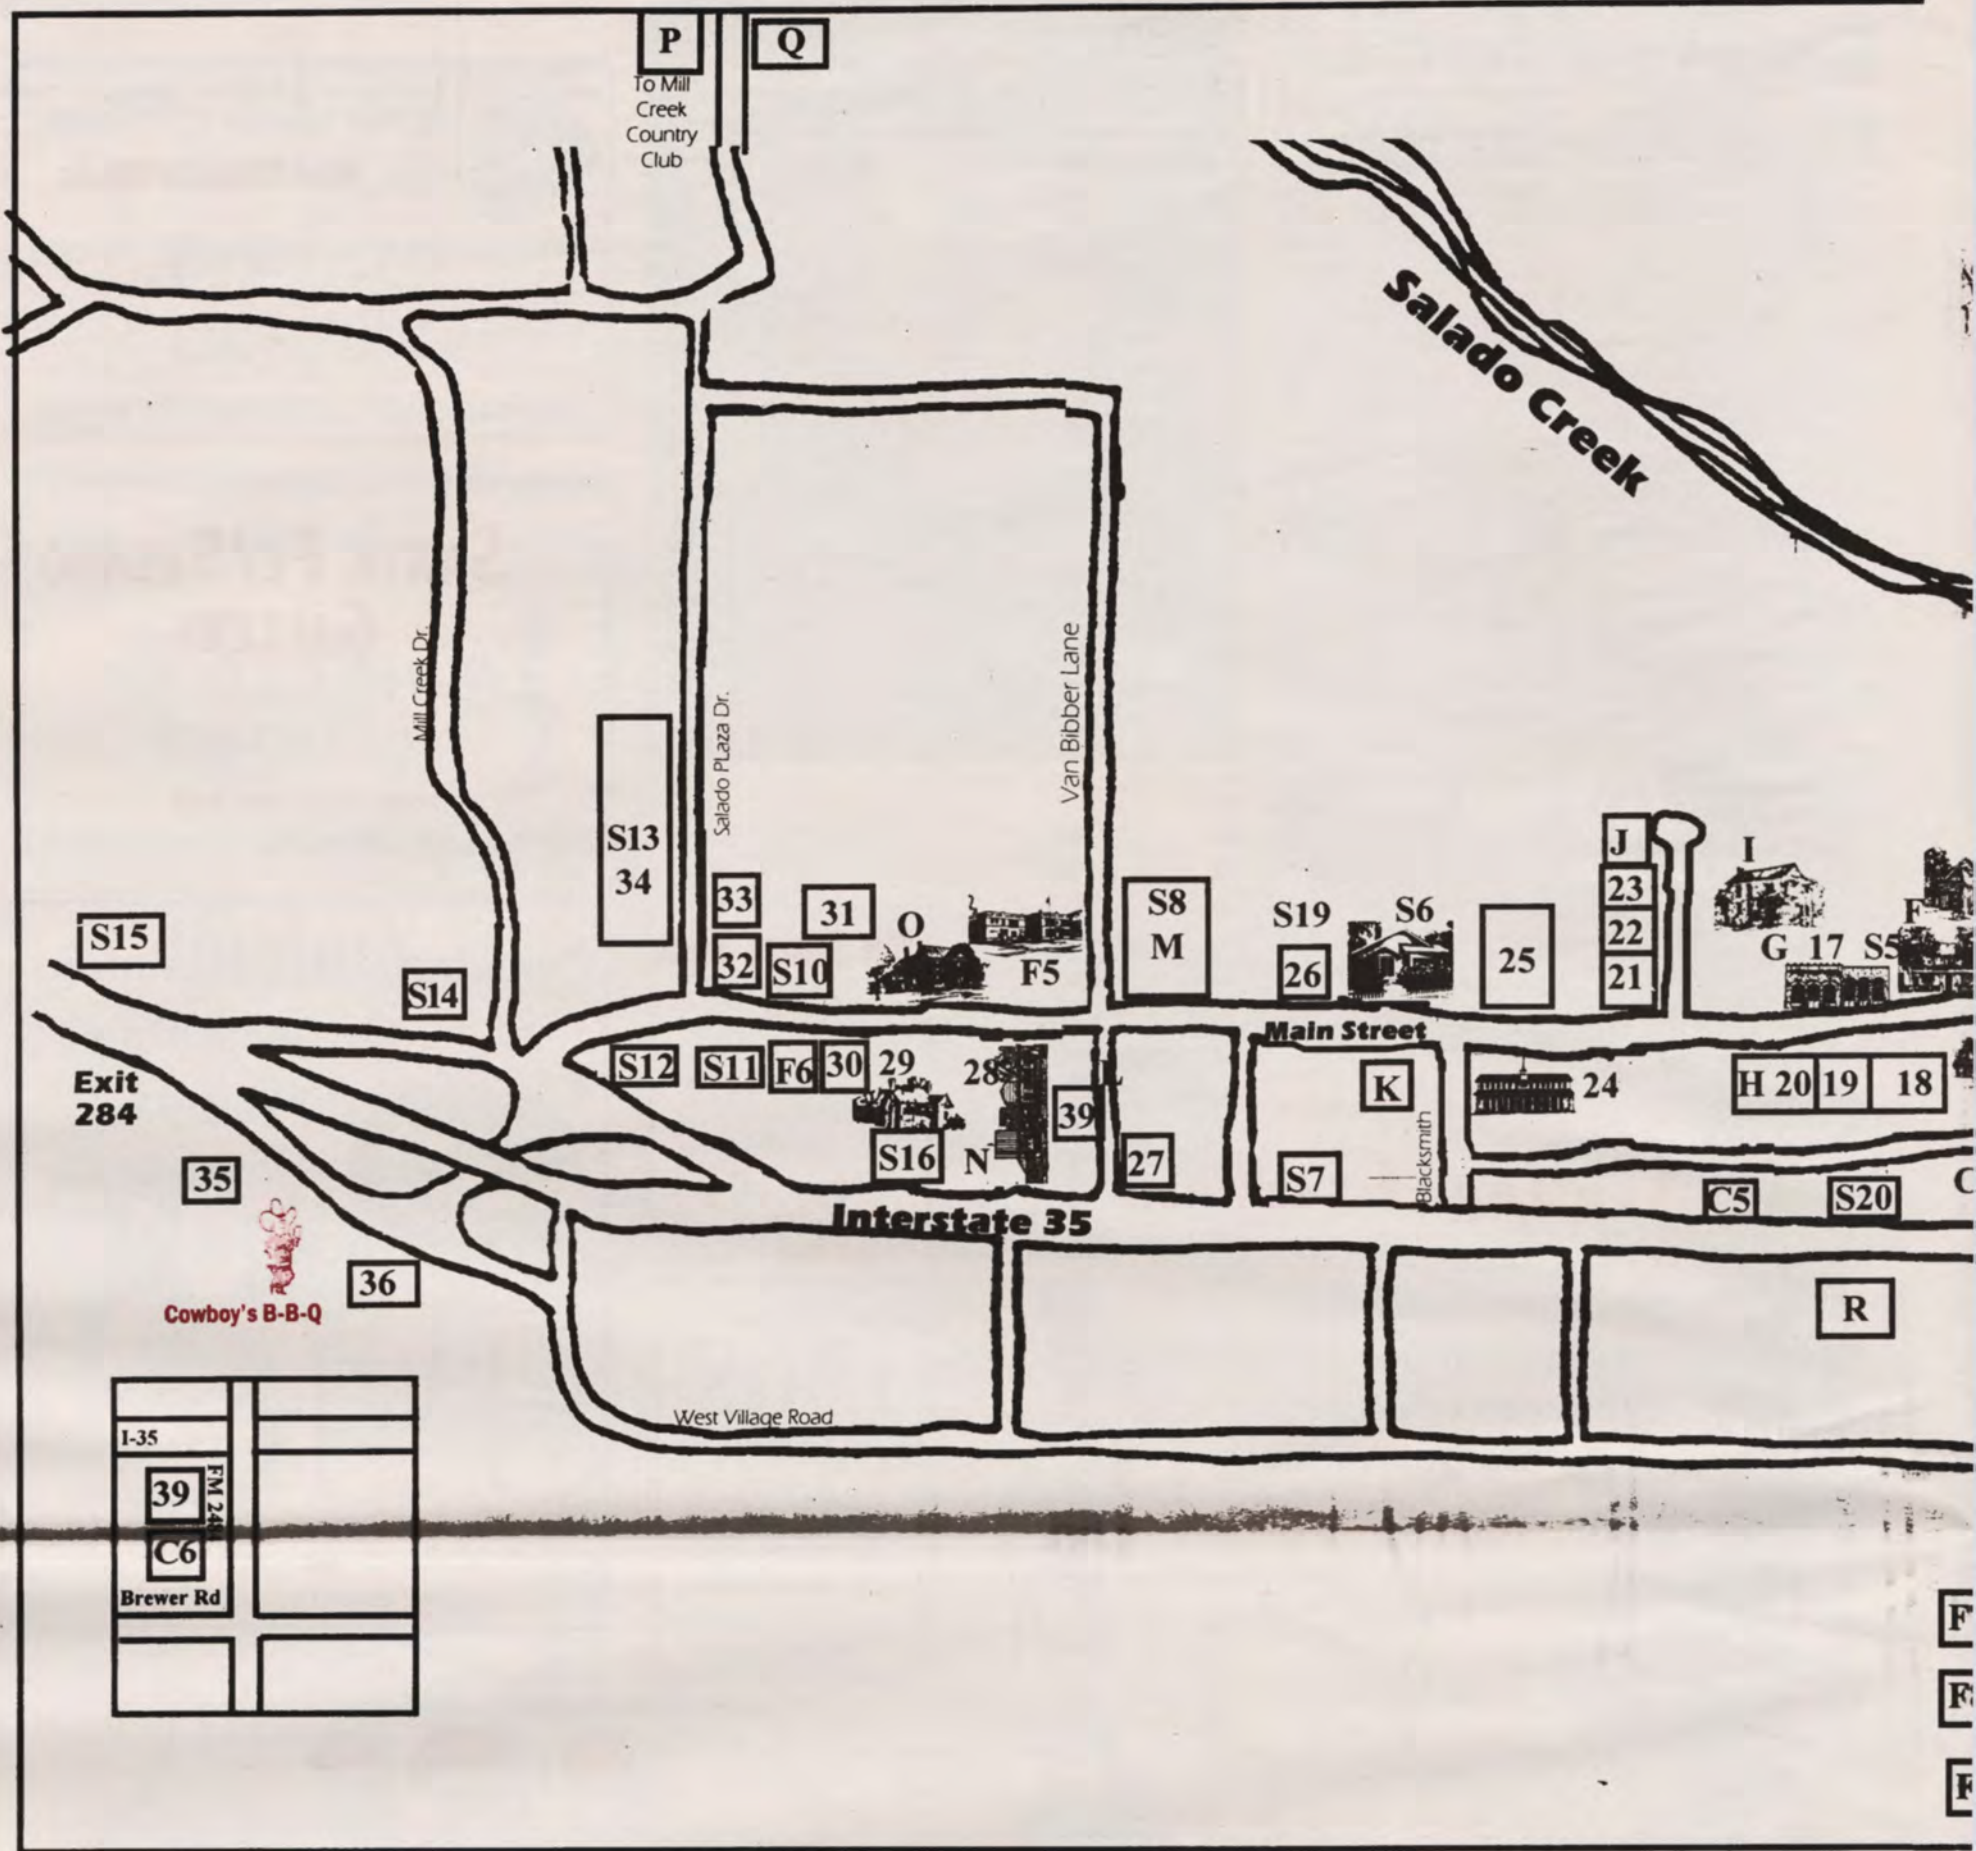 P
Q
To Mill
Creek
Country
Club
Salado Creek
Mill Creek Dr.
Salado PLaza Dr.
Van Bibber Lane
S13
34
33
32
31
S10
O
F5
S8
M
S19
26
S6
25
J
23
22
21
I
G 17 S5
F
S15
S14
Main Street
Exit
284
S12
S11
F6
30
29
28
39
L
K
24
H 20
19
18
S16
N
27
S7
Blacksmith
C5
S20
C
35
Interstate 35
36
Cowboy's B-B-Q
R
West Village Road
I-35
39
C6
Brewer Rd
F
F
F